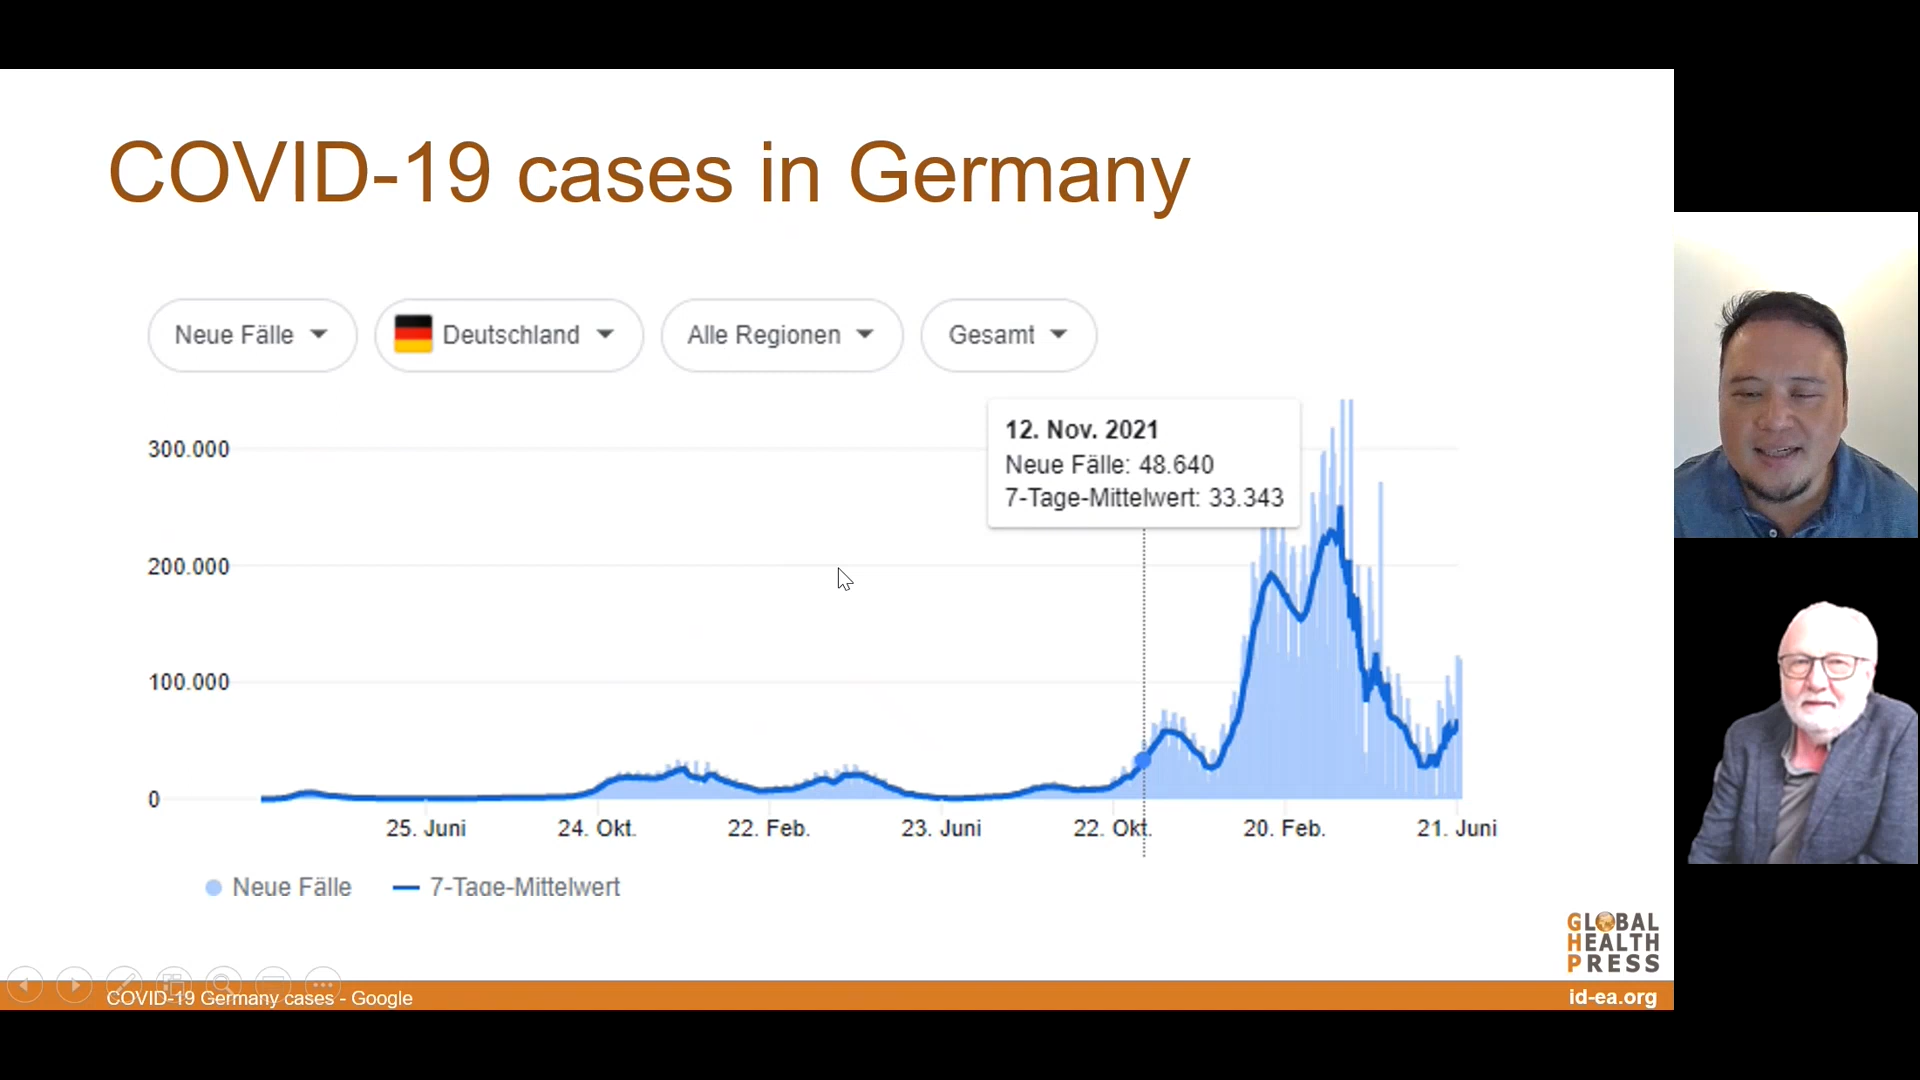 COVID-19 cases in Germany
Neue Fälle
Deutschland
Alle Regionen
Gesamt
12. Nov. 2021
Neue Fälle: 48.640
7-Tage-Mittelwert: 33.343
300.000
200.000
100.000
0
25. Juni
24. Okt.
22. Feb.
23. Juni
22. Okt.
20. Feb.
21. Juni
Neue Fälle
7-Tage-Mittelwert
GLOBAL
HEALTH
PRESS
COVID-19 Germany cases - Google
id-ea.org